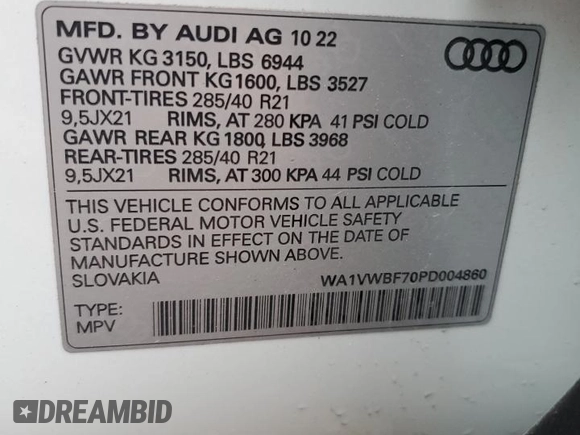 MFD. BY AUDI AG 10 22
GVWR KG 3150, LBS 6944
GAWR FRONT KG 1600, LBS 3527
FRONT-TIRES 285/40 R21
9,5JX21 RIMS, AT 280 KPA 41 PSI COLD
GAWR REAR KG 1800, LBS 3968
REAR-TIRES 285/40 R21
9,5JX21 RIMS, AT 300 KPA 44 PSI COLD
THIS VEHICLE CONFORMS TO ALL APPLICABLE
U.S. FEDERAL MOTOR VEHICLE SAFETY
STANDARDS IN EFFECT ON THE DATE OF
MANUFACTURE SHOWN ABOVE.
SLOVAKIA WA1VWBF70PD004860
TYPE:
MPV
DREAMBID